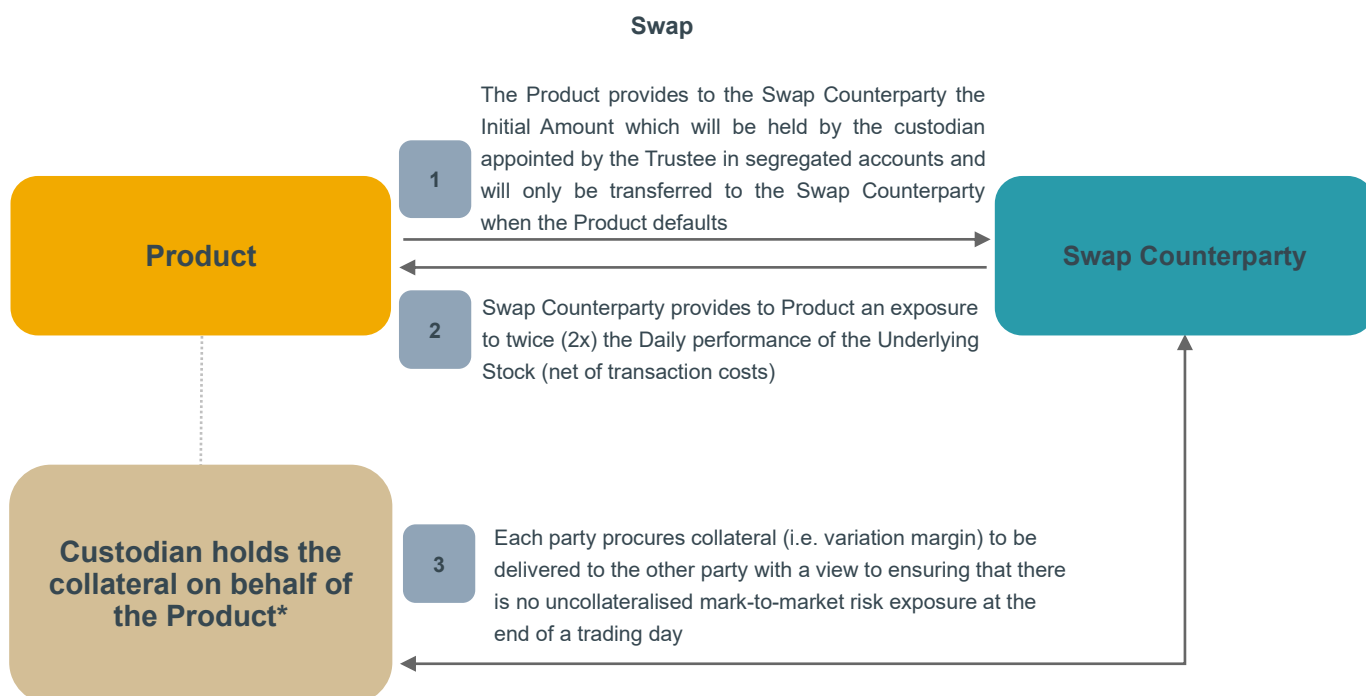 Swap
The Product provides to the Swap Counterparty the
Initial Amount which will be held by the custodian
appointed by the Trustee in segregated accounts and
will only be transferred to the Swap Counterparty
when the Product defaults
1
Product
Swap Counterparty
2
Swap Counterparty provides to Product an exposure
to twice (2x) the Daily performance of the Underlying
Stock (net of transaction costs)
Custodian holds the
collateral on behalf of
the Product*
3
Each party procures collateral (i.e. variation margin) to be
delivered to the other party with a view to ensuring that there
is no uncollateralised mark-to-market risk exposure at the
end of a trading day